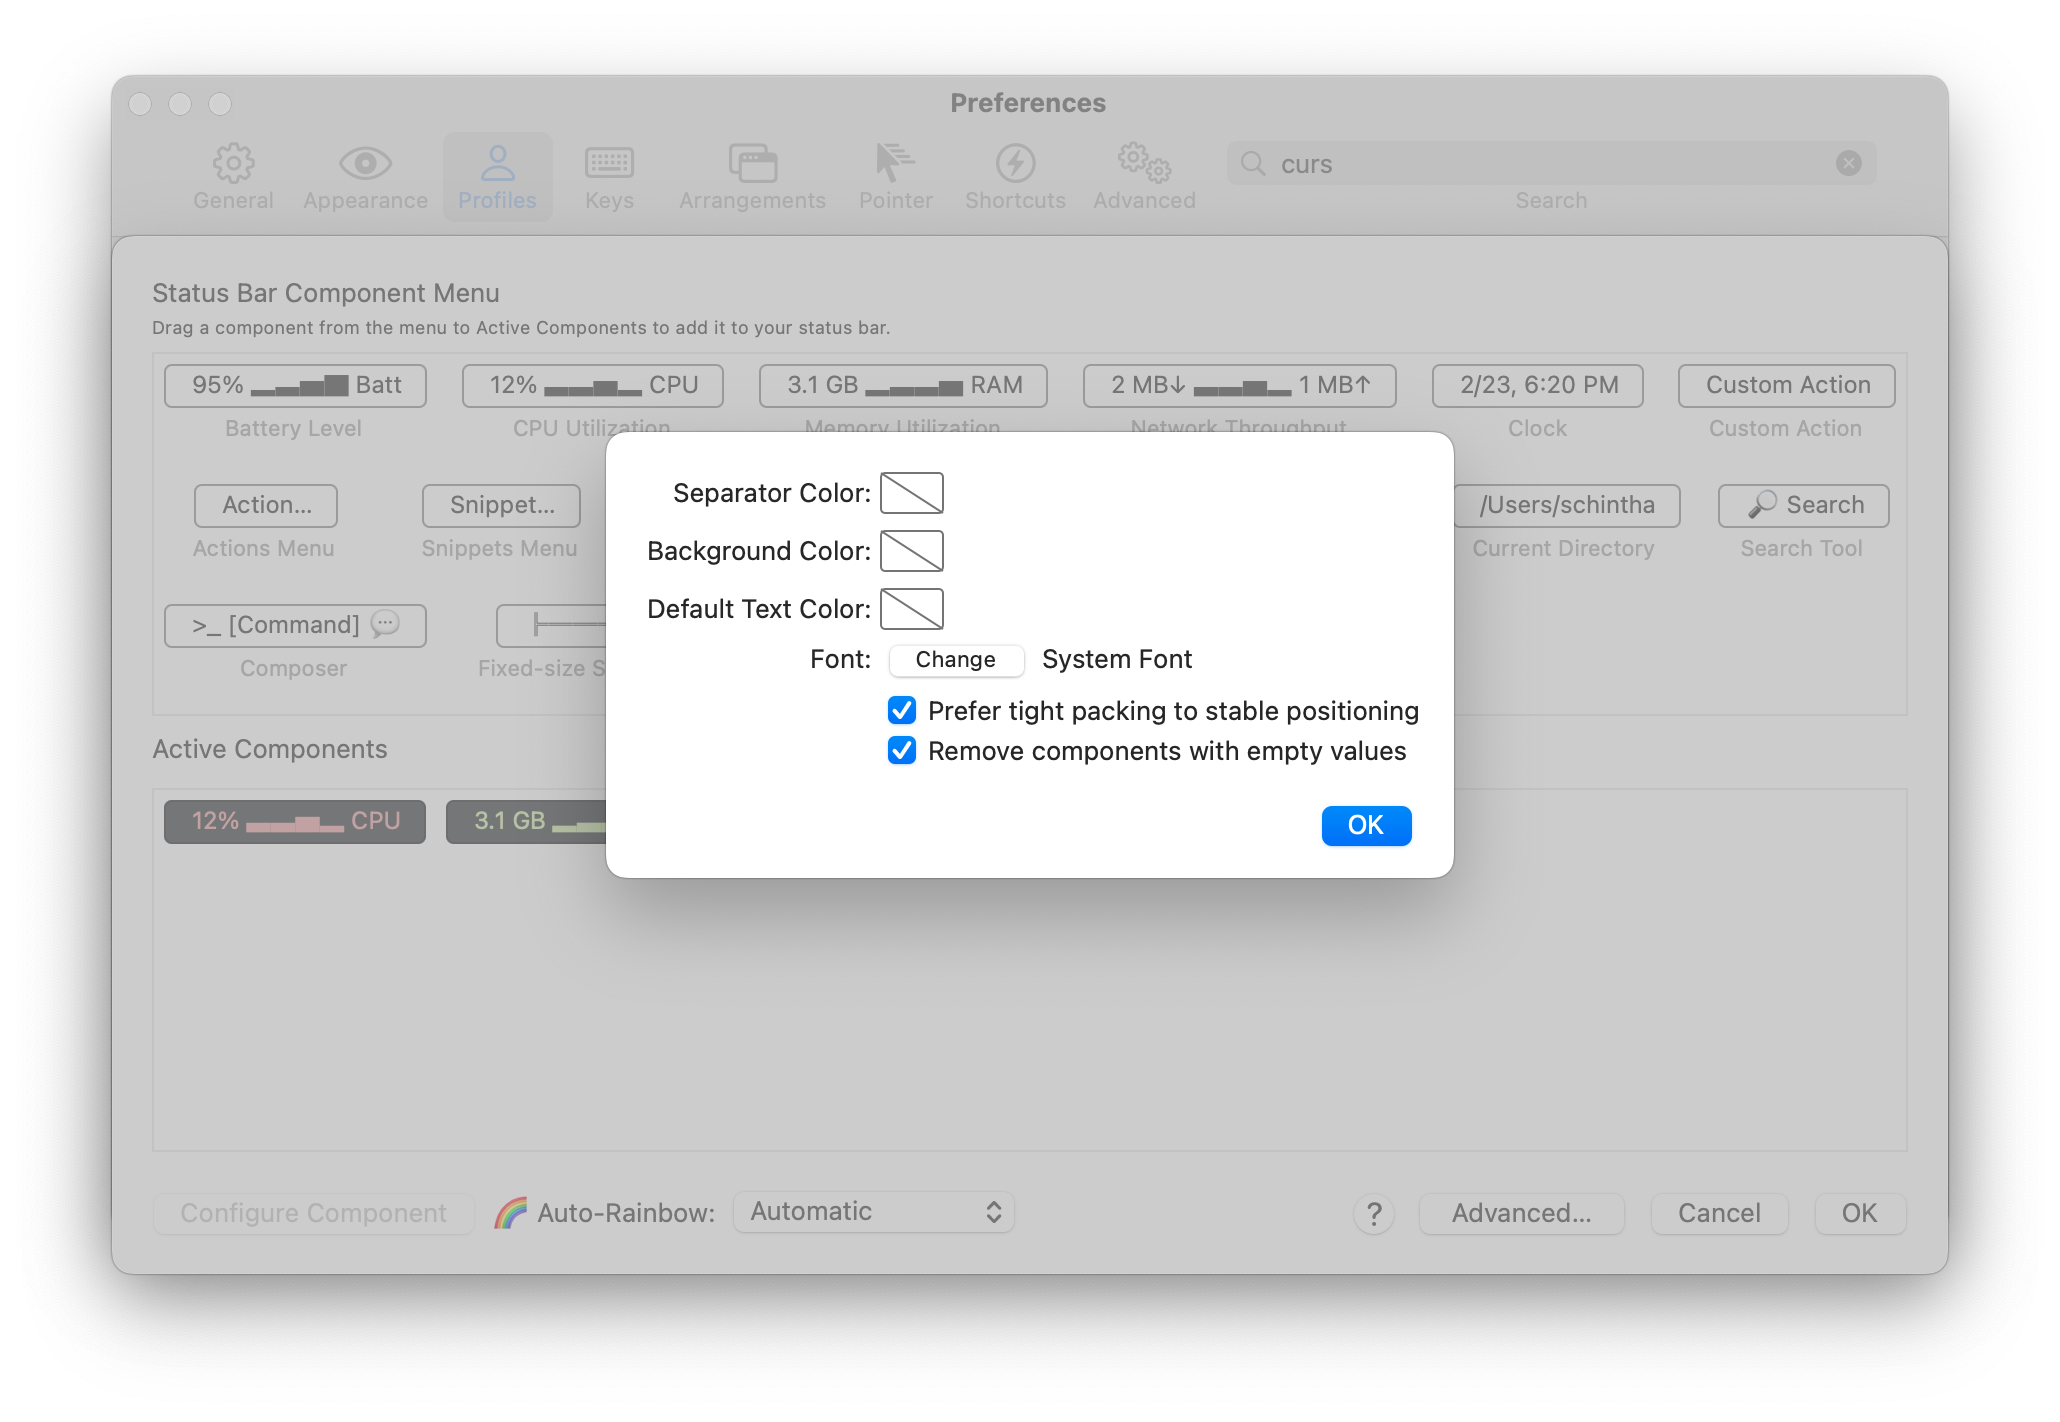 Preferences
General
Appearance
Profiles
Keys
Arrangements
Pointer
Shortcuts
Advanced
curs
Search
Status Bar Component Menu
Drag a component from the menu to Active Components to add it to your status bar.
95% Batt
12% CPU
3.1 GB RAM
2 MB↓ 1 MB↑
2/23, 6:20 PM
Custom Action
Battery Level
CPU Utilization
Memory Utilization
Network Throughput
Clock
Custom Action
Action...
Snippet...
/Users/schintha
Search
Actions Menu
Snippets Menu
Current Directory
Search Tool
>_ [Command]
Composer
Fixed-size S
Separator Color:
Background Color:
Default Text Color:
Font: Change System Font
Prefer tight packing to stable positioning
Remove components with empty values
OK
Active Components
12% CPU
3.1 GB
Configure Component
Auto-Rainbow: Automatic
?
Advanced...
Cancel
OK